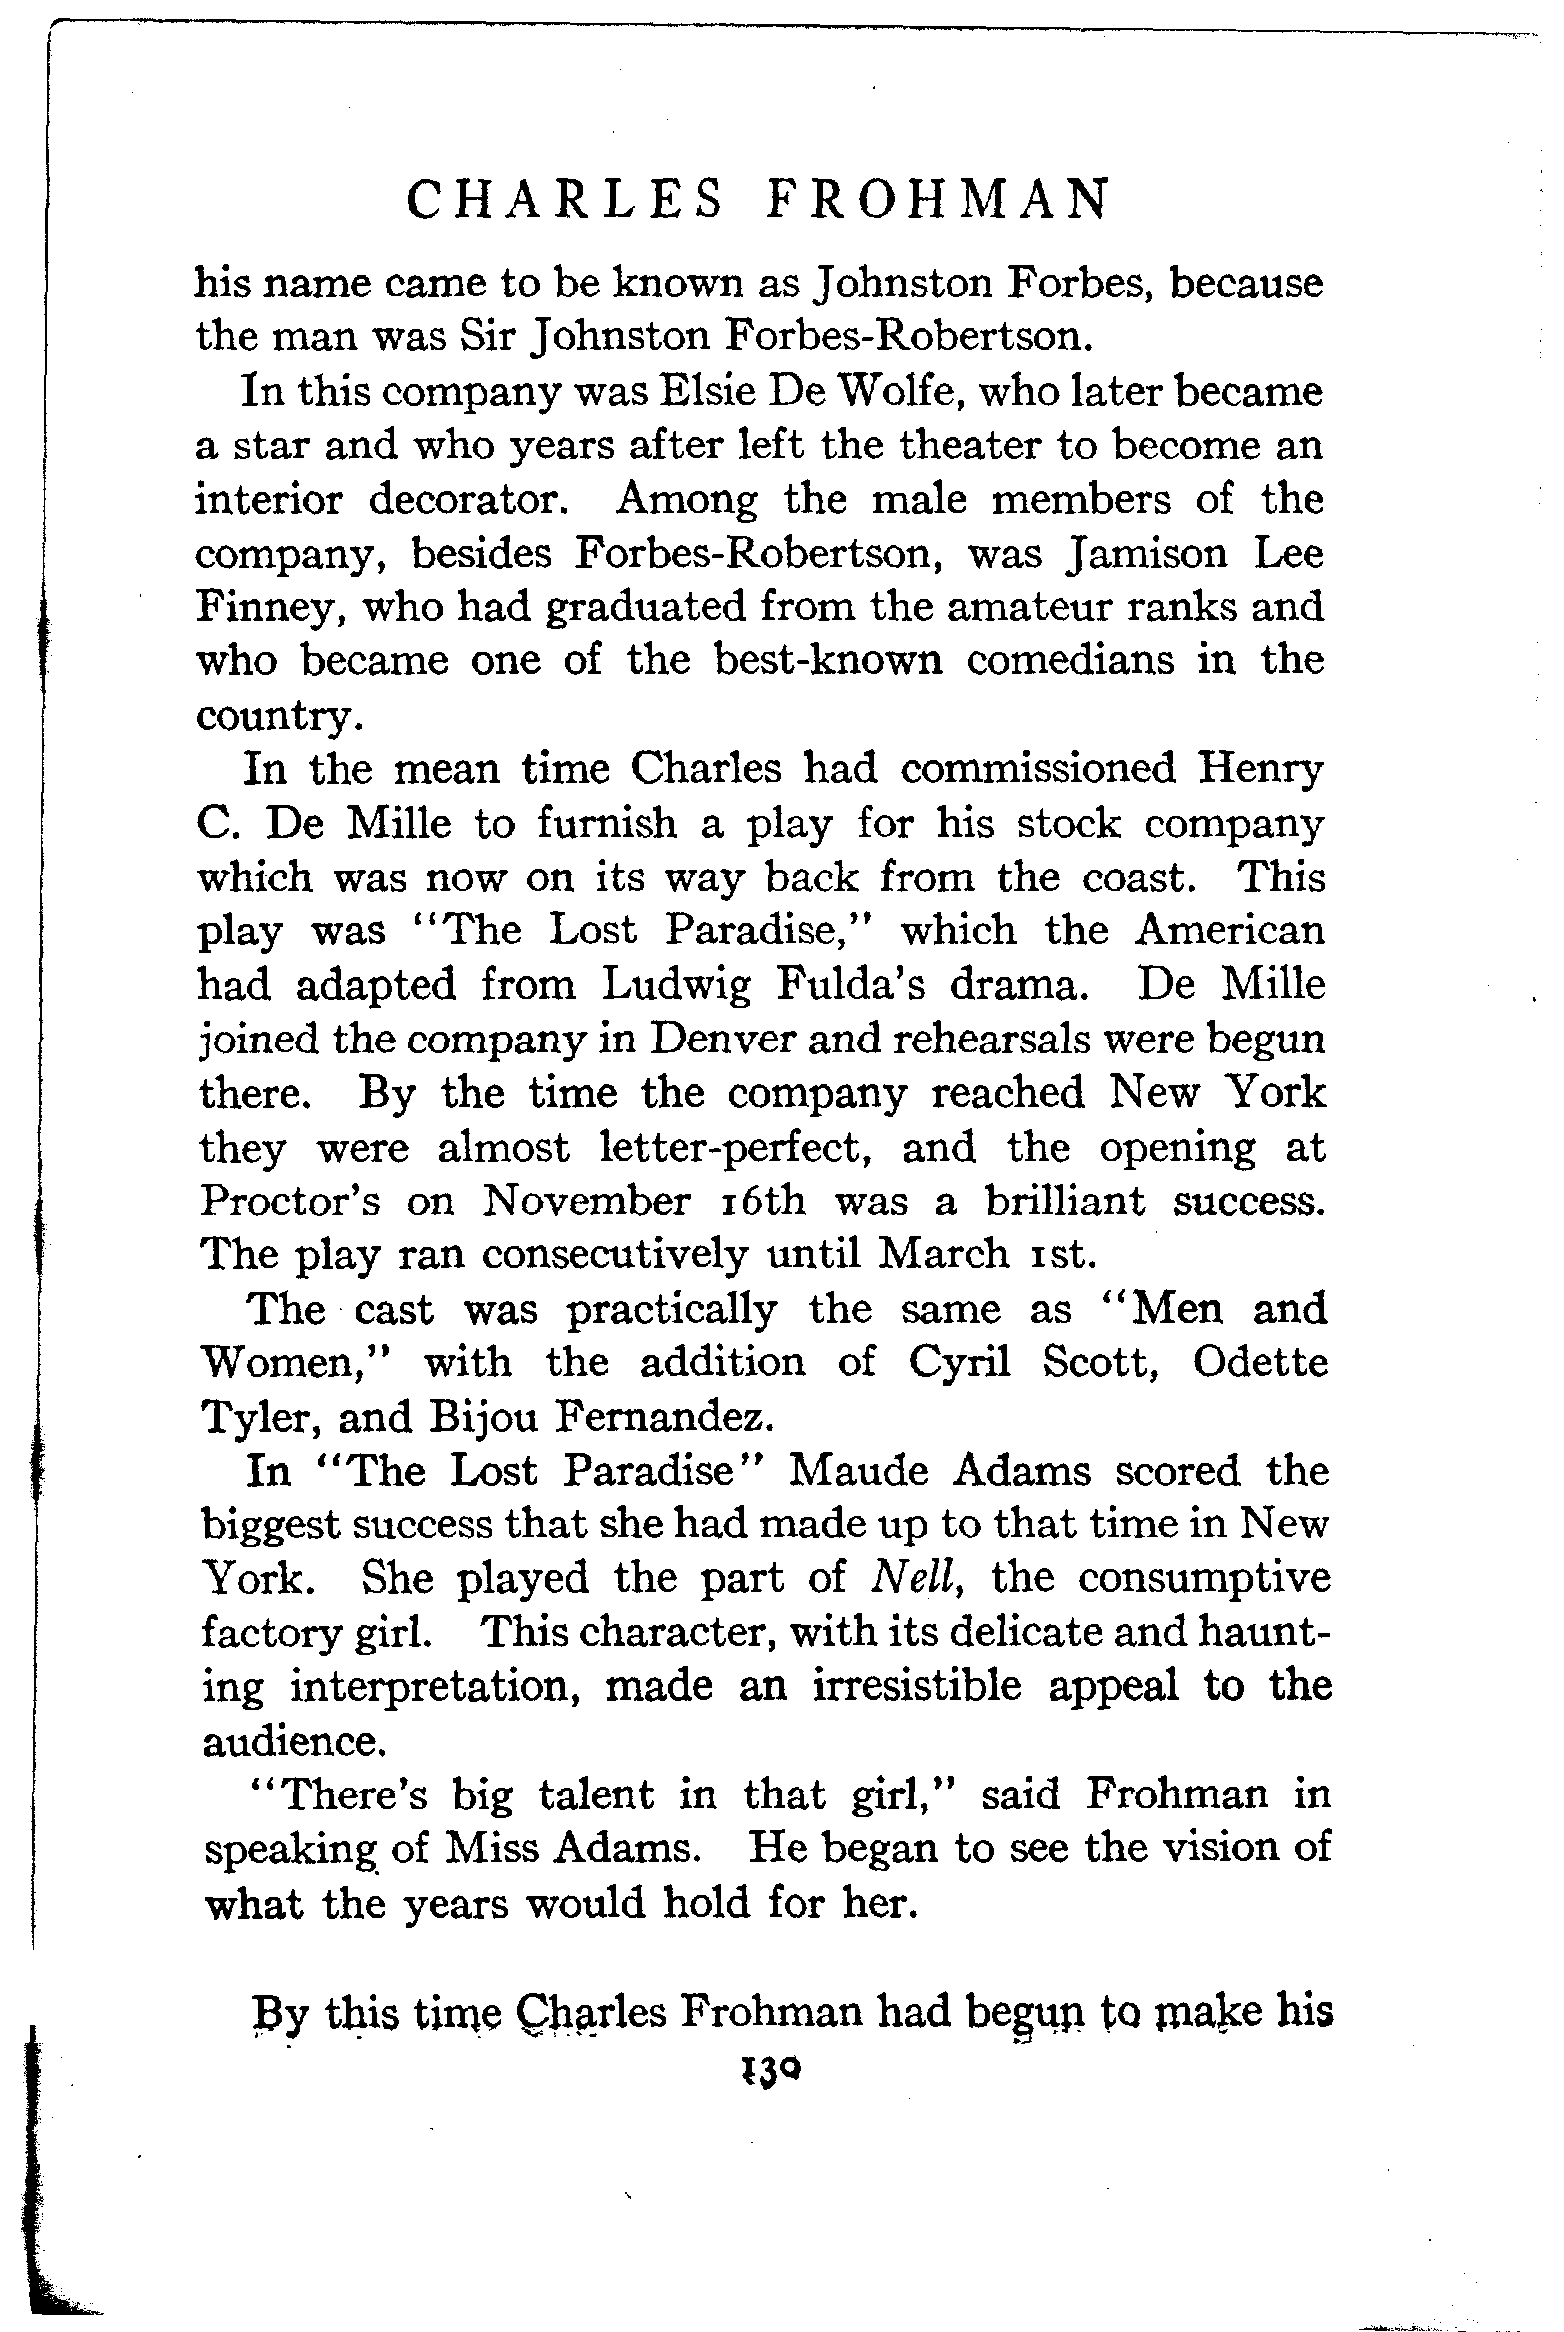 CHARLES FROHMAN
his name came to be known as Johnston Forbes, because
the man was Sir Johnston Forbes-Robertson.
In this company was Elsie De Wolfe, who later became
a star and who years after left the theater to become an
interior decorator. Among the male members of the
company, besides Forbes-Robertson, was Jamison Lee
Finney, who had graduated from the amateur ranks and
who became one of the best-known comedians in the
country.
In the mean time Charles had commissioned Henry
C. De Mille to furnish a play for his stock company
which was now on its way back from the coast. This
play was "The Lost Paradise," which the American
had adapted from Ludwig Fulda's drama. De Mille
joined the company in Denver and rehearsals were begun
there. By the time the company reached New York
they were almost letter-perfect, and the opening at
Proctor's on November 16th was a brilliant success.
The play ran consecutively until March 1st.
The cast was practically the same as "Men and
Women," with the addition of Cyril Scott, Odette
Tyler, and Bijou Fernandez.
In "The Lost Paradise" Maude Adams scored the
biggest success that she had made up to that time in New
York. She played the part of Nell, the consumptive
factory girl. This character, with its delicate and haunt-
ing interpretation, made an irresistible appeal to the
audience.
"There's big talent in that girl," said Frohman in
speaking of Miss Adams. He began to see the vision of
what the years would hold for her.
By this time Charles Frohman had begun to make his
130